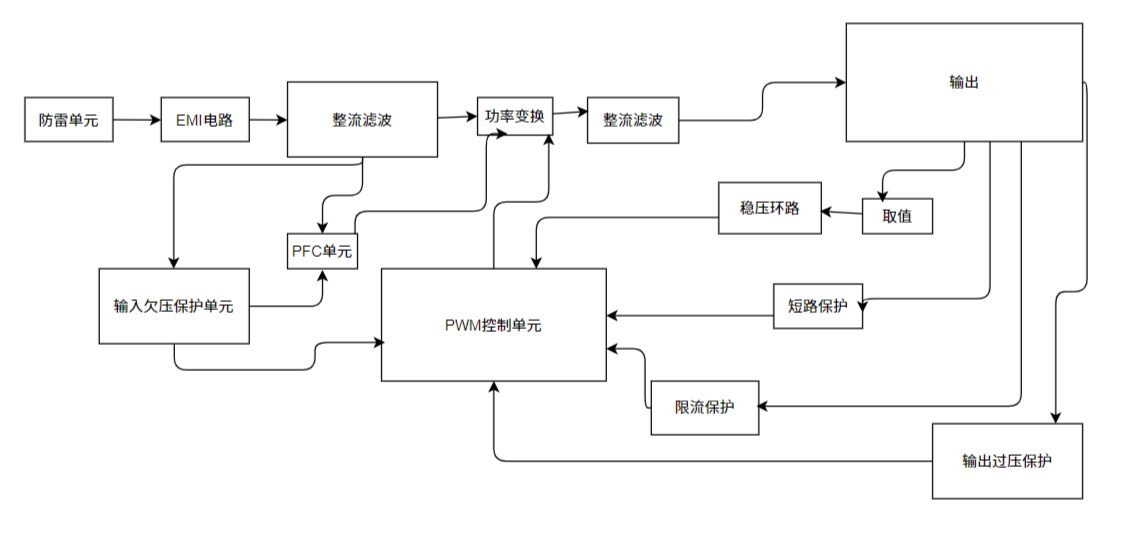 防雷单元
EMI电路
整流滤波
功率变换
整流滤波
输出
稳压环路
取值
PFC单元
输入欠压保护单元
PWM控制单元
短路保护
限流保护
输出过压保护